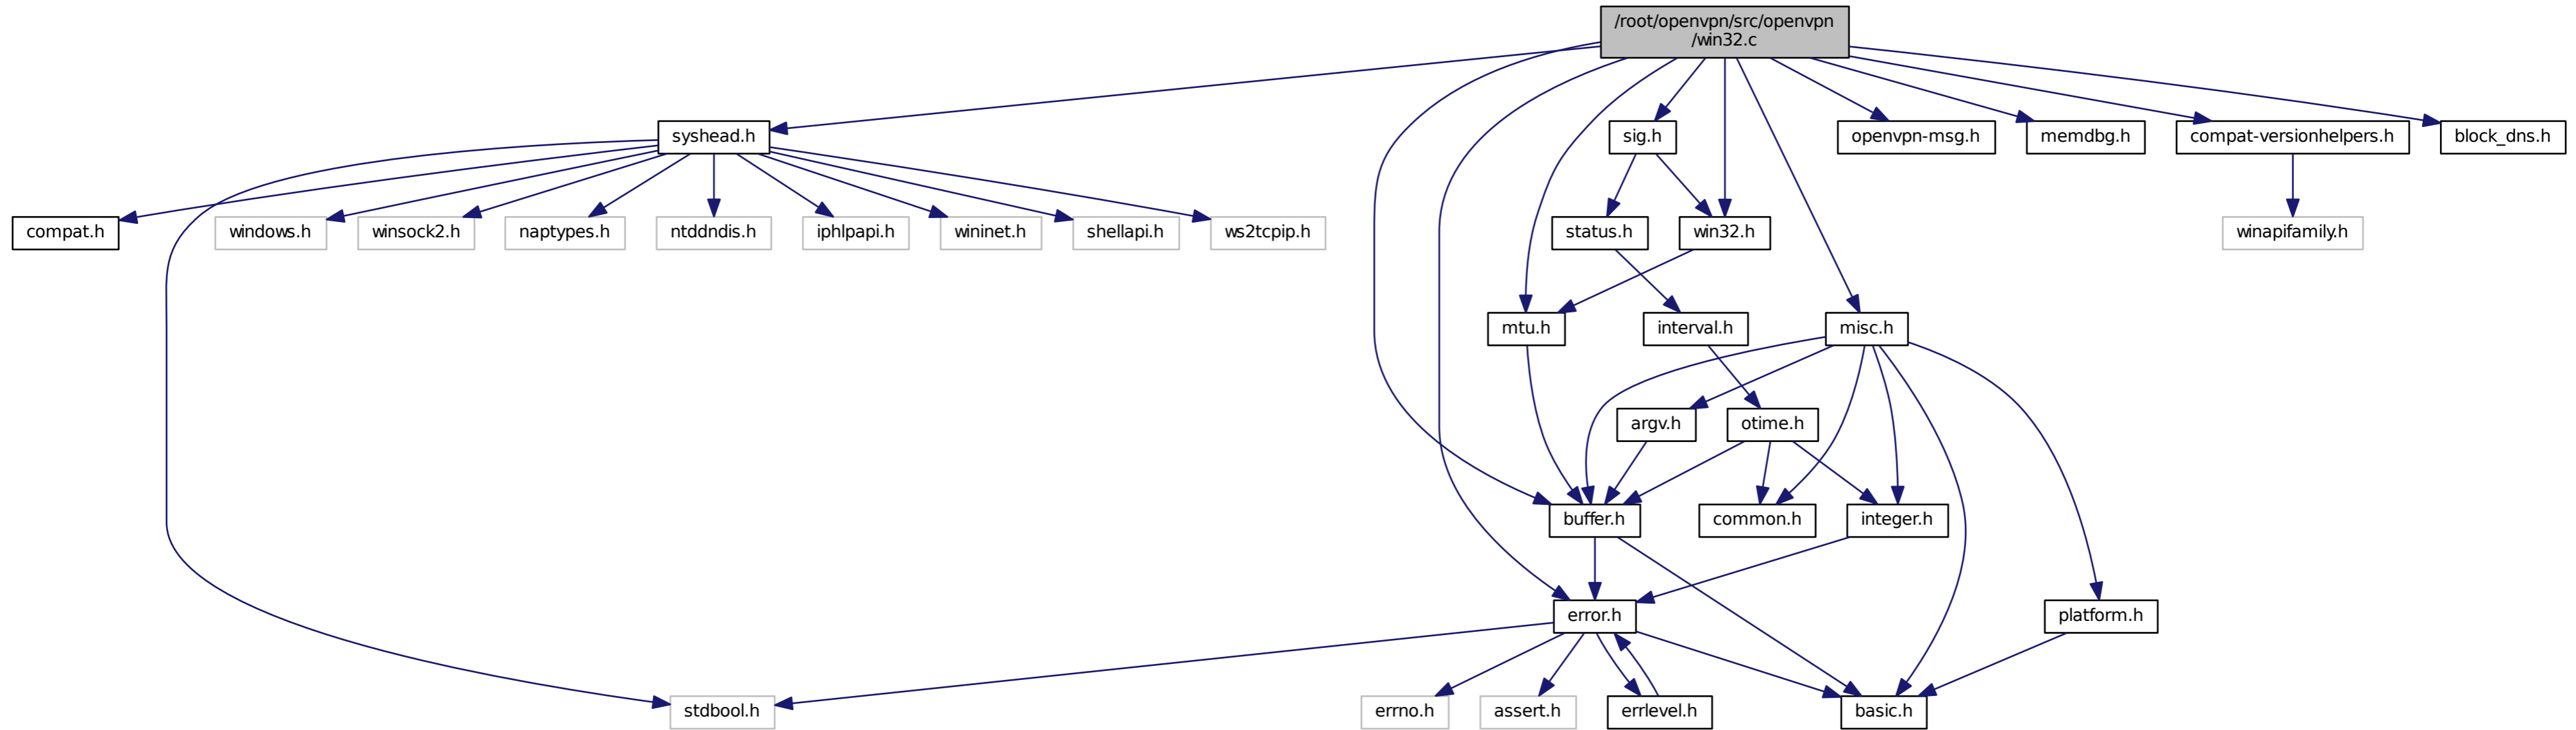 /root/openvpn/src/openvpn
/win32.c
syshead.h
sig.h
openvpn-msg.h
memdbg.h
compat-versionhelpers.h
block_dns.h
compat.h
windows.h
winsock2.h
naptypes.h
ntddndis.h
iphlpapi.h
wininet.h
shellapi.h
ws2tcpip.h
status.h
win32.h
winapifamily.h
mtu.h
interval.h
misc.h
argv.h
otime.h
buffer.h
common.h
integer.h
error.h
platform.h
stdbool.h
errno.h
assert.h
errlevel.h
basic.h